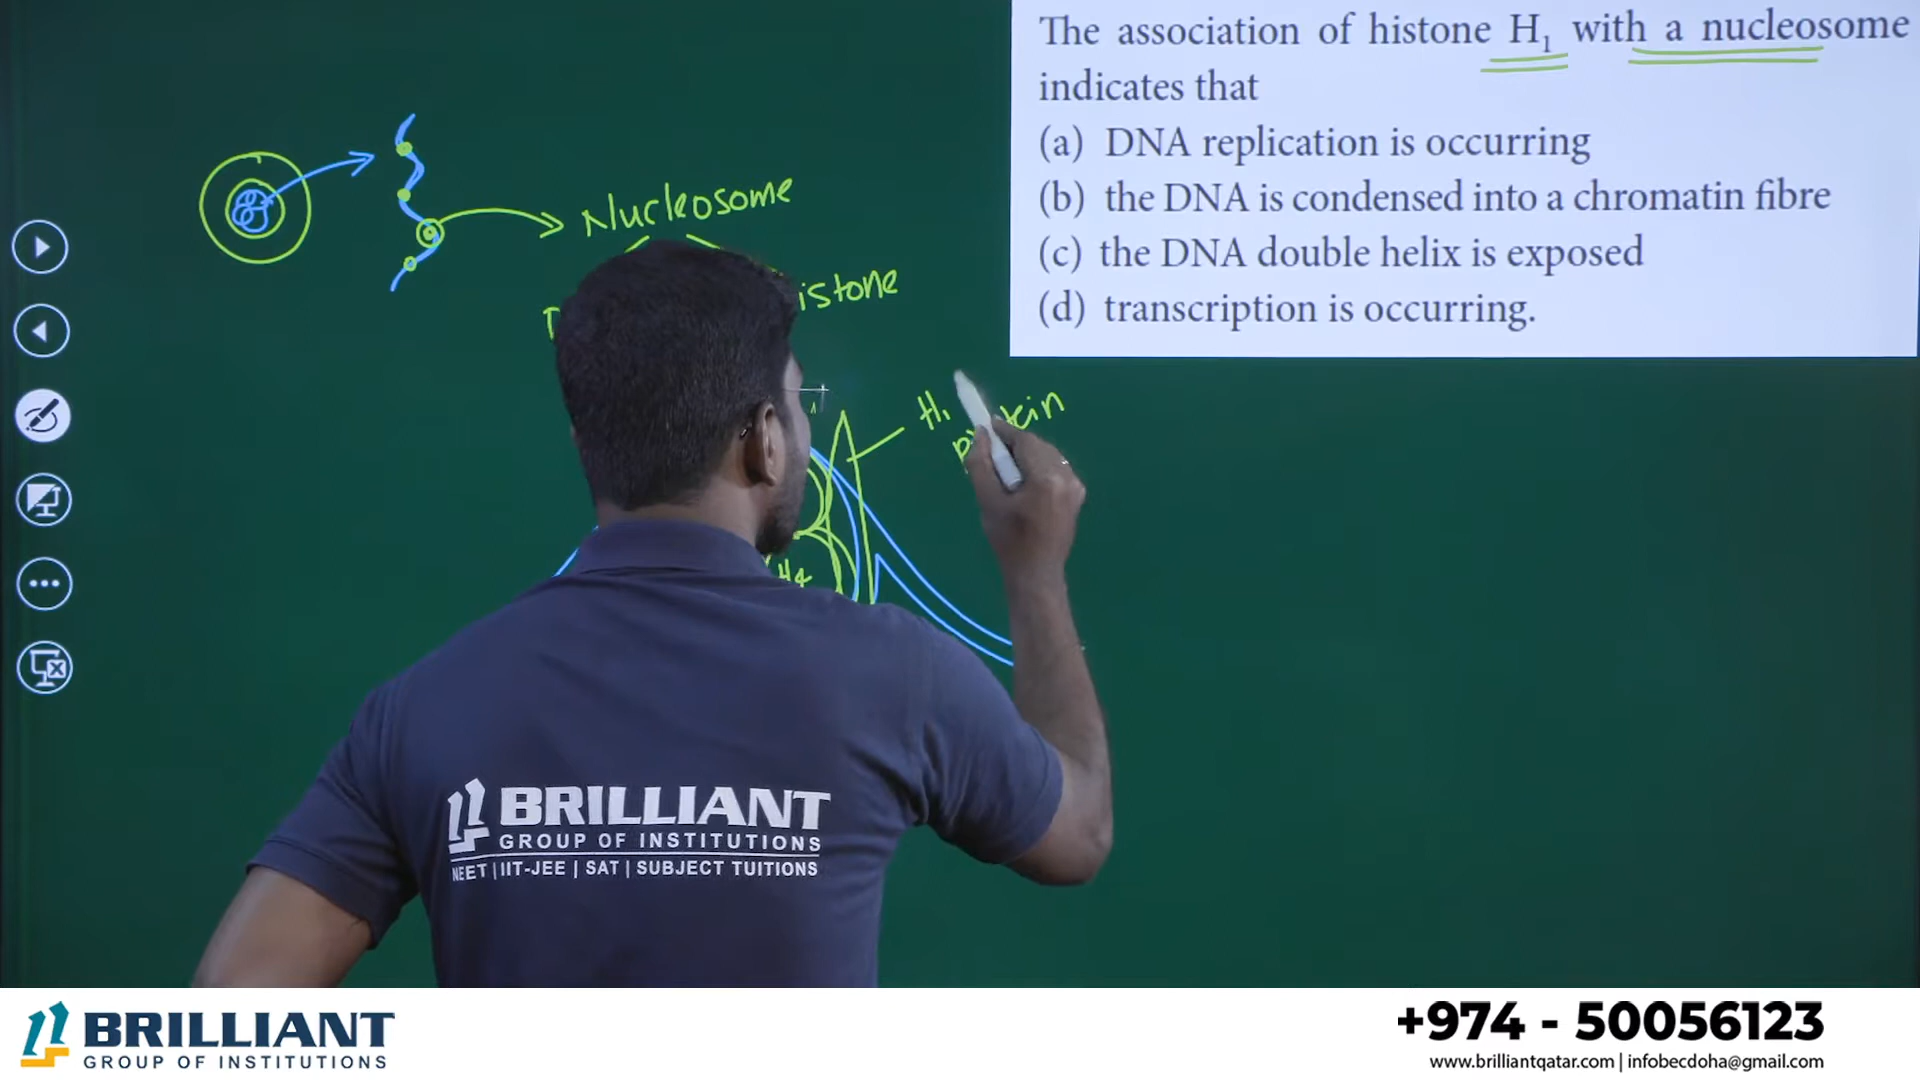 The association of histone H₁ with a nucleosome
indicates that
(a) DNA replication is occurring
(b) the DNA is condensed into a chromatin fibre
(c) the DNA double helix is exposed
(d) transcription is occurring.
Nucleosome
istone
H₁
H4
BRILLIANT
GROUP OF INSTITUTIONS
NEET | IIT-JEE | SAT | SUBJECT TUITIONS
BRILLIANT
GROUP OF INSTITUTIONS
+974 - 50056123
www.brilliantqatar.com | infobecdoha@gmail.com